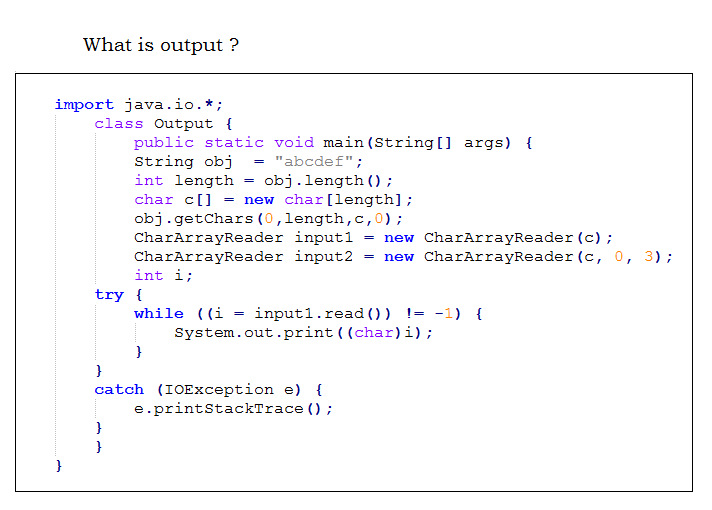 What is output ?
import java.io.*;
class Output {
public static void main(String[] args) {
String obj  = "abcdef";
int length = obj.length();
char c[] = new char[length];
obj.getChars(0,length,c,0);
CharArrayReader input1 = new CharArrayReader(c);
CharArrayReader input2 = new CharArrayReader(c, 0, 3);
int i;
try {
while ((i = input1.read()) != -1) {
System.out.print((char)i);
}
}
catch (IOException e) {
e.printStackTrace();
}
}
}